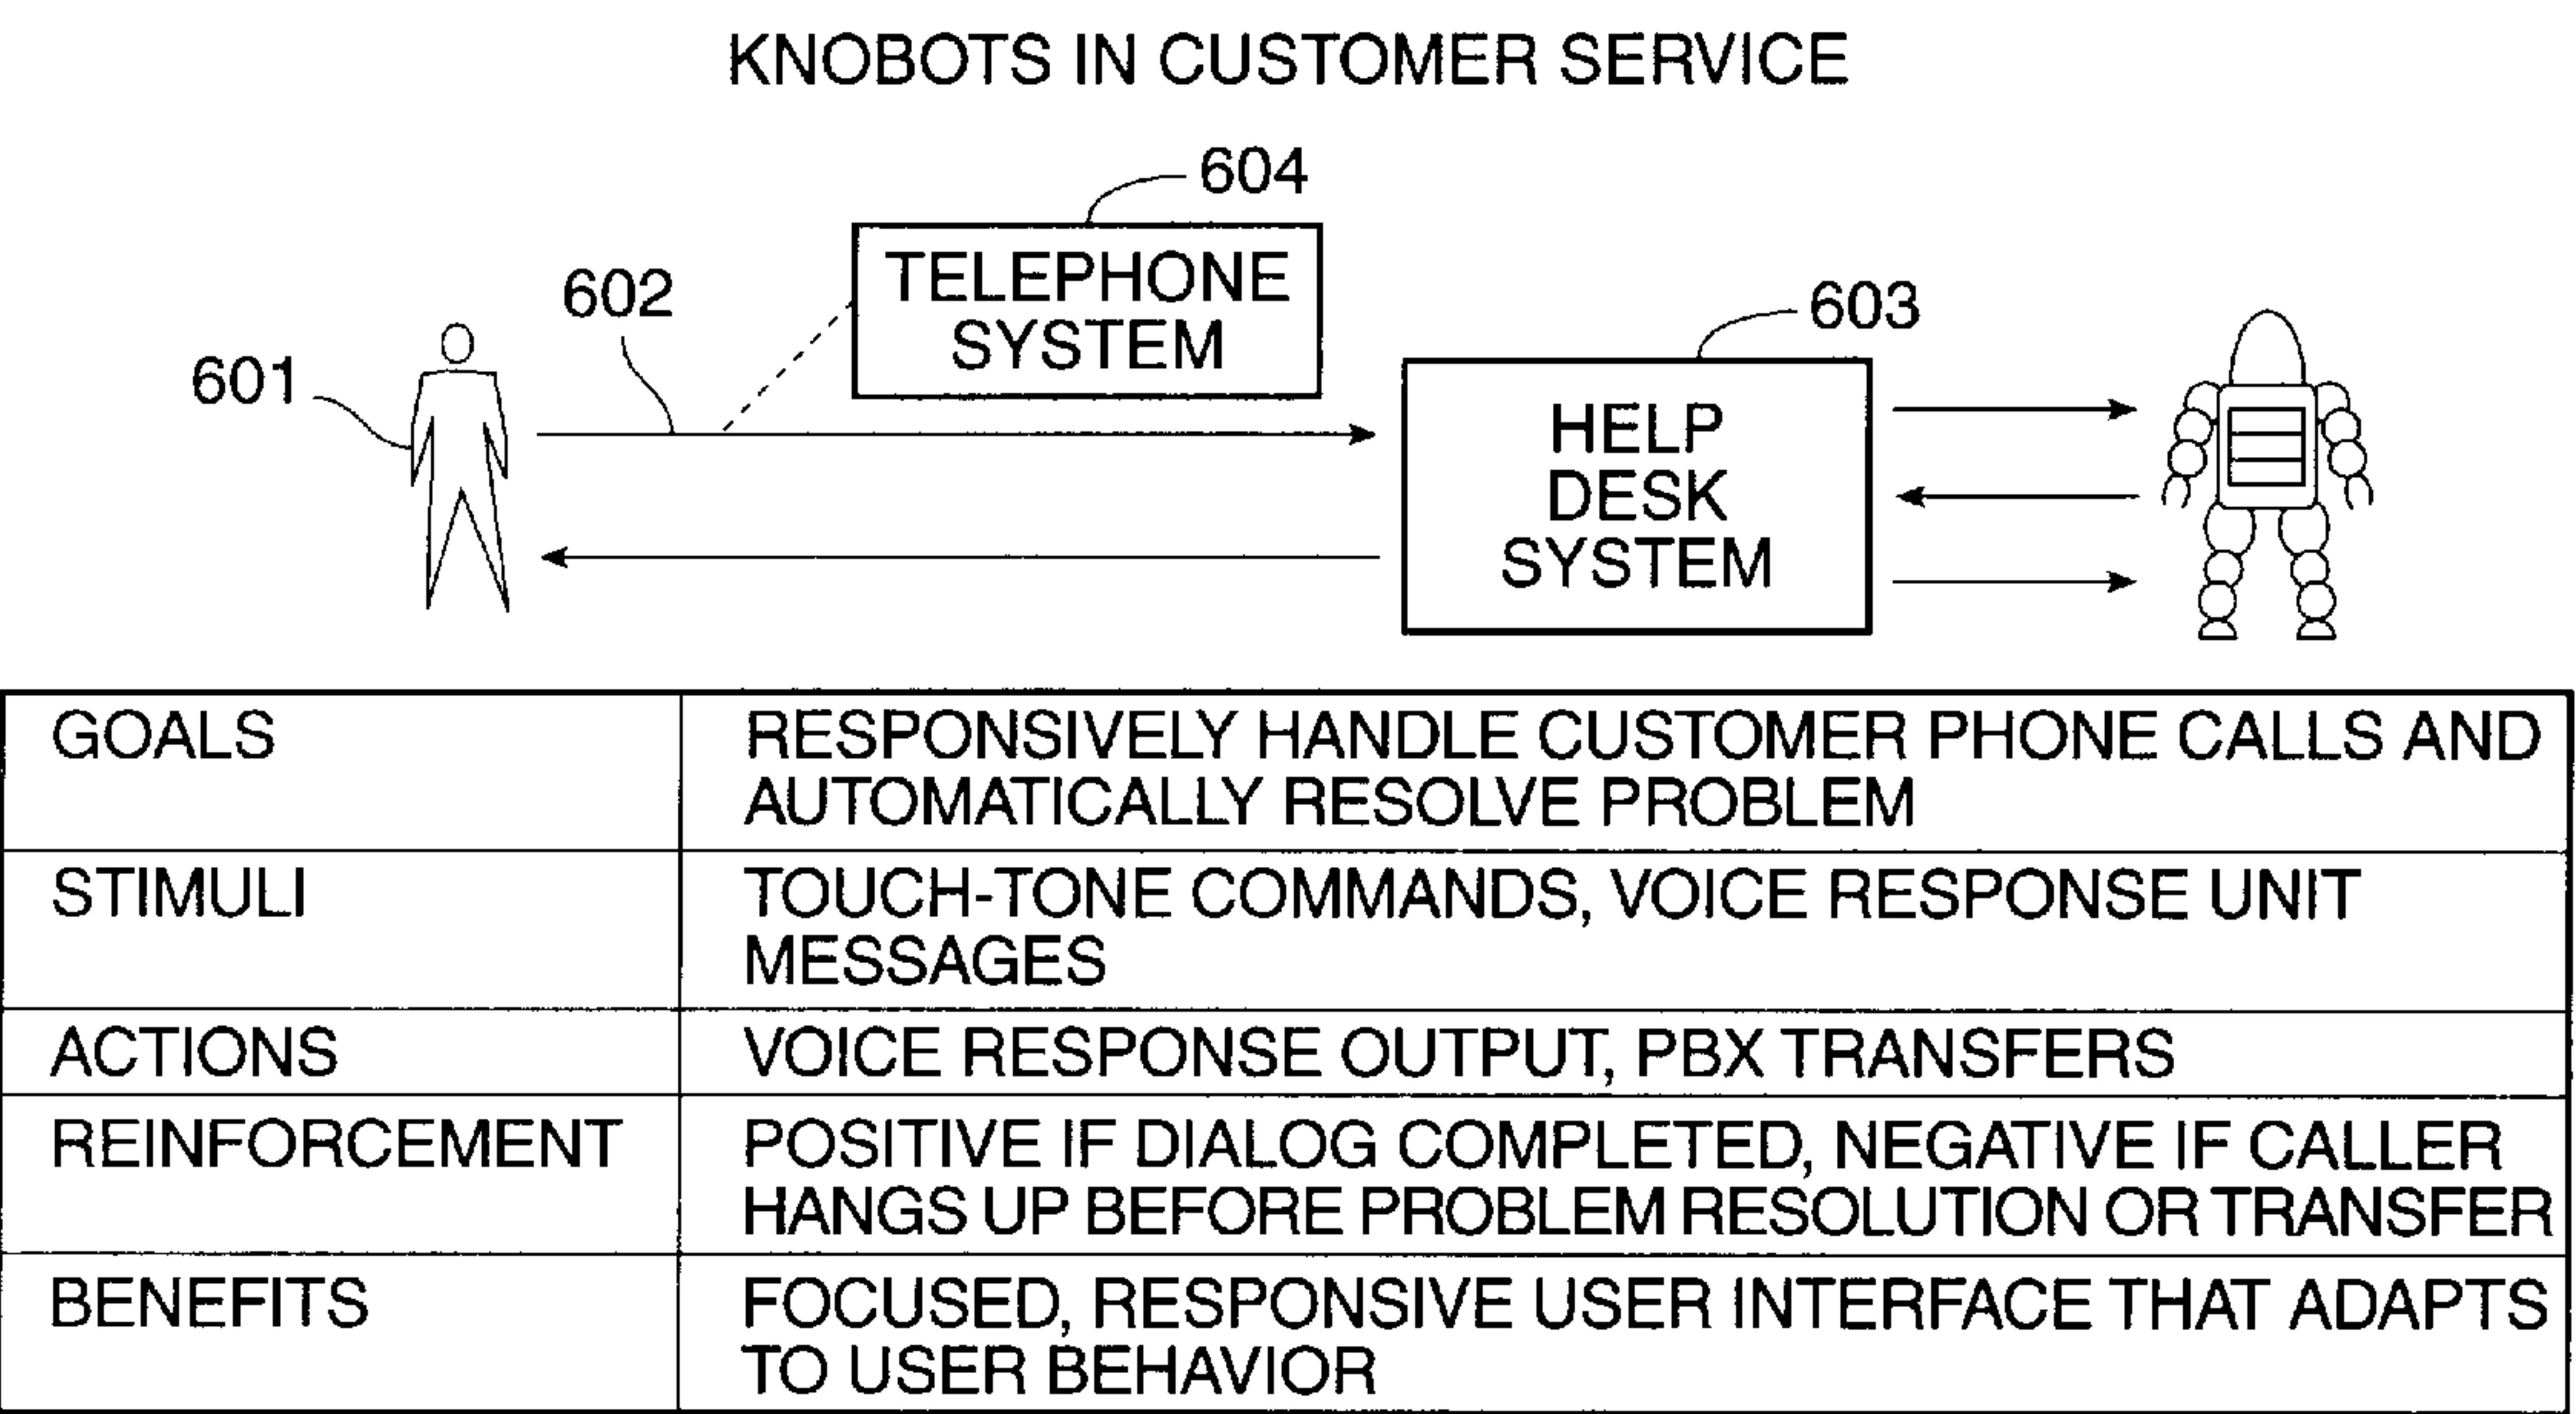 KNOBOTS IN CUSTOMER SERVICE
604
TELEPHONE
SYSTEM
602
603
601
HELP
DESK
SYSTEM
GOALS
RESPONSIVELY HANDLE CUSTOMER PHONE CALLS AND
AUTOMATICALLY RESOLVE PROBLEM
STIMULI
TOUCH-TONE COMMANDS, VOICE RESPONSE UNIT
MESSAGES
ACTIONS
VOICE RESPONSE OUTPUT, PBX TRANSFERS
REINFORCEMENT
POSITIVE IF DIALOG COMPLETED, NEGATIVE IF CALLER
HANGS UP BEFORE PROBLEM RESOLUTION OR TRANSFER
BENEFITS
FOCUSED, RESPONSIVE USER INTERFACE THAT ADAPTS
TO USER BEHAVIOR